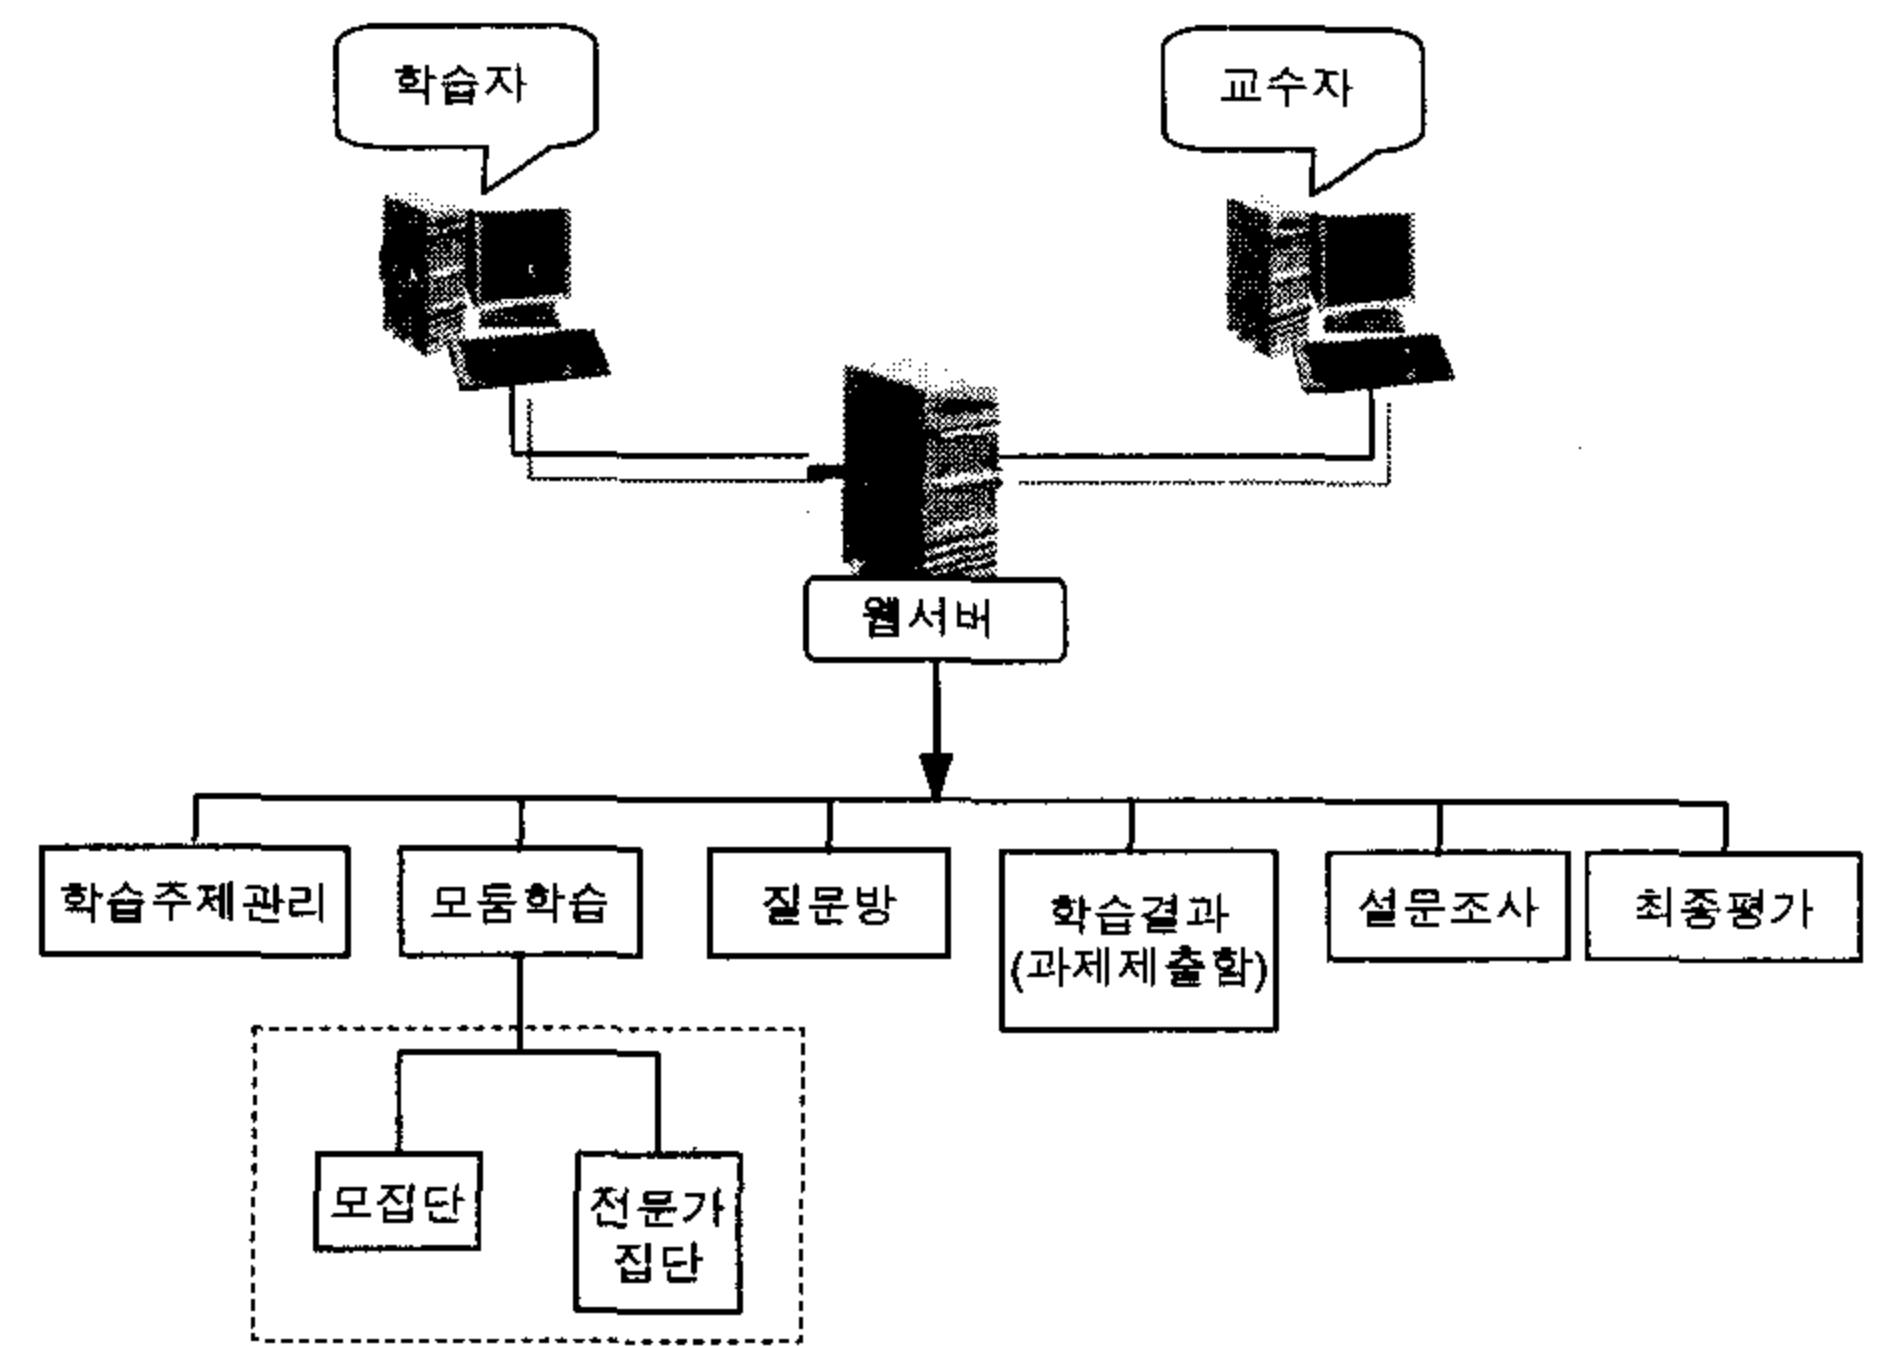 학습자
교수자
웹서버
학습주제관리
모둠학습
질문방
학습결과
(과제제출함)
설문조사
최종평가
모집단
전문가
집단